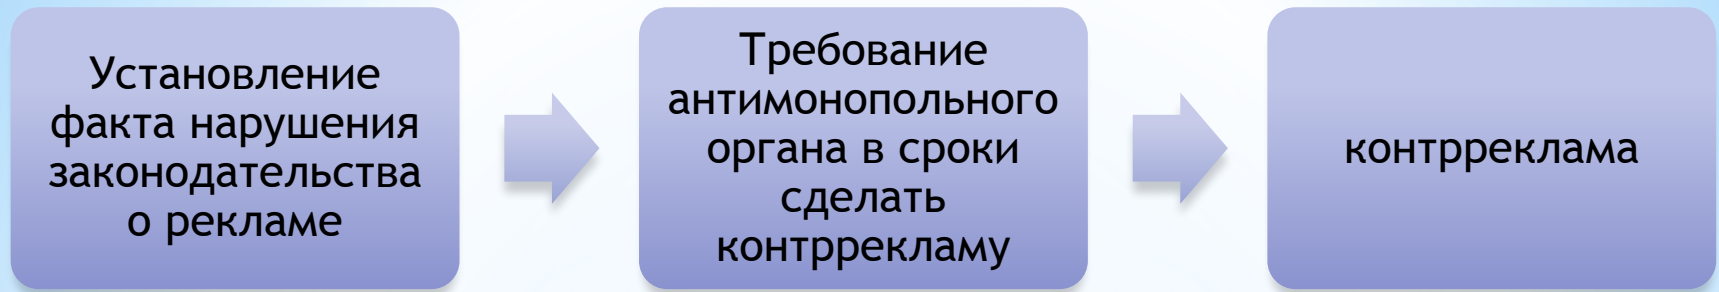 Установление
факта нарушения
законодательства
о рекламе
Требование
антимонопольного
органа в сроки
сделать
контррекламу
контрреклама